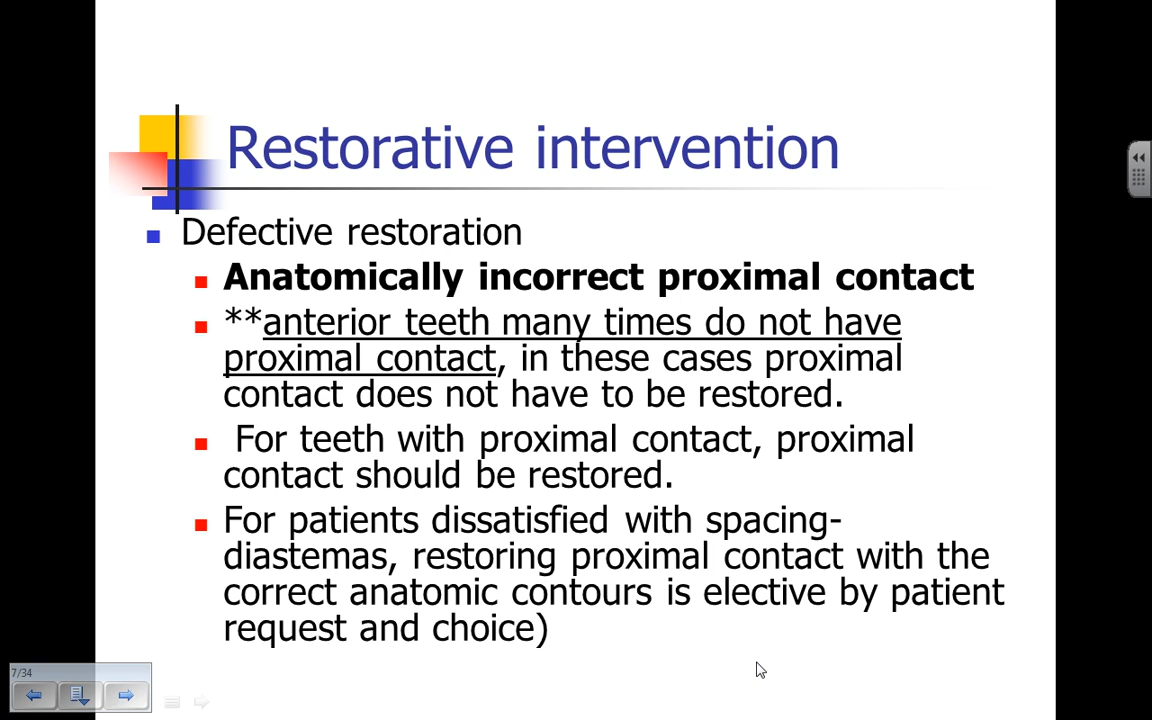 Restorative intervention
Defective restoration
Anatomically incorrect proximal contact
**anterior teeth many times do not have
proximal contact, in these cases proximal
contact does not have to be restored.
For teeth with proximal contact, proximal
contact should be restored.
For patients dissatisfied with spacing-
diastemas, restoring proximal contact with the
correct anatomic contours is elective by patient
request and choice)
7/34